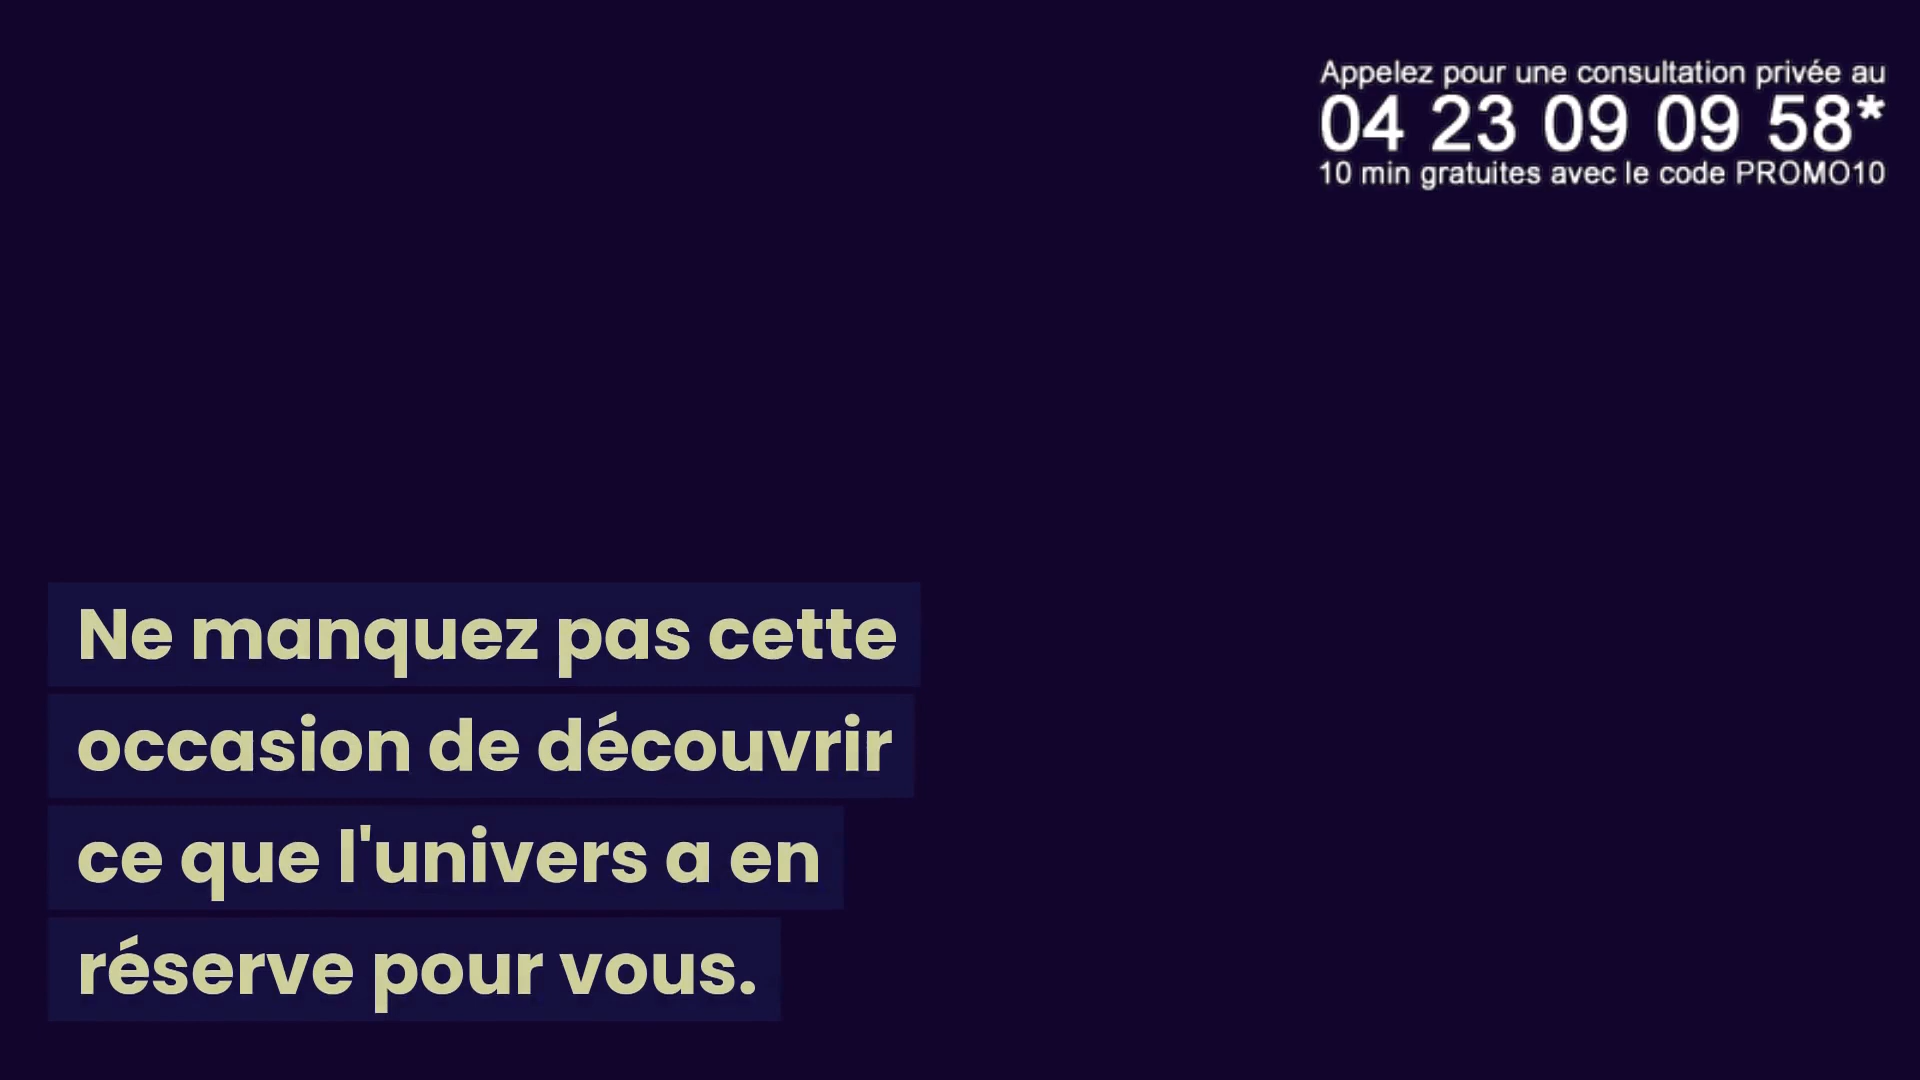 Appelez pour une consultation privée au
04 23 09 09 58*
10 min gratuites avec le code PROMO10
Ne manquez pas cette
occasion de découvrir
ce que l'univers a en
réserve pour vous.